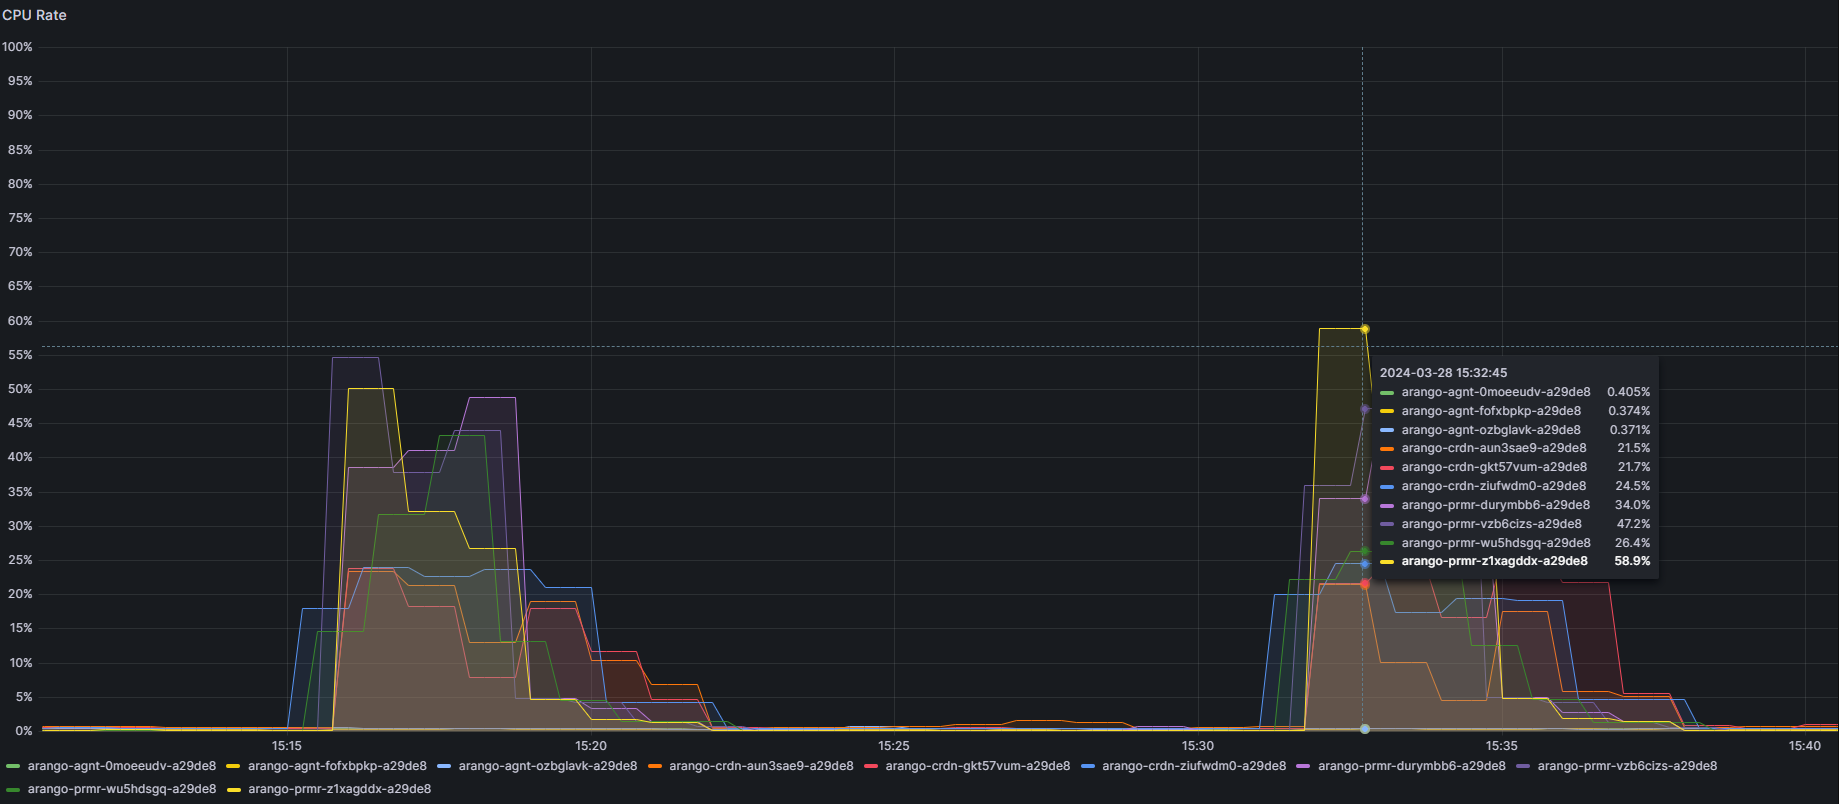 CPU Rate
100%
95%
90%
85%
80%
75%
70%
65%
60%
55%
50%
45%
40%
35%
30%
25%
20%
15%
10%
5%
0%
2024-03-28 15:32:45
arango-agnt-0moeeudv-a29de8 0.405%
arango-agnt-fofxbpkp-a29de8 0.374%
arango-agnt-ozbglavk-a29de8 0.371%
arango-crdn-aun3sae9-a29de8 21.5%
arango-crdn-gkt57vum-a29de8 21.7%
arango-crdn-ziufwdm0-a29de8 24.5%
arango-prmr-durymbb6-a29de8 34.0%
arango-prmr-vzb6cizs-a29de8 47.2%
arango-prmr-wu5hdsgq-a29de8 26.4%
arango-prmr-z1xagddx-a29de8 58.9%
15:15 15:20 15:25 15:30 15:35 15:40
arango-agnt-0moeeudv-a29de8 arango-agnt-fofxbpkp-a29de8 arango-agnt-ozbglavk-a29de8 arango-crdn-aun3sae9-a29de8 arango-crdn-gkt57vum-a29de8 arango-crdn-ziufwdm0-a29de8 arango-prmr-durymbb6-a29de8 arango-prmr-vzb6cizs-a29de8
arango-prmr-wu5hdsgq-a29de8 arango-prmr-z1xagddx-a29de8